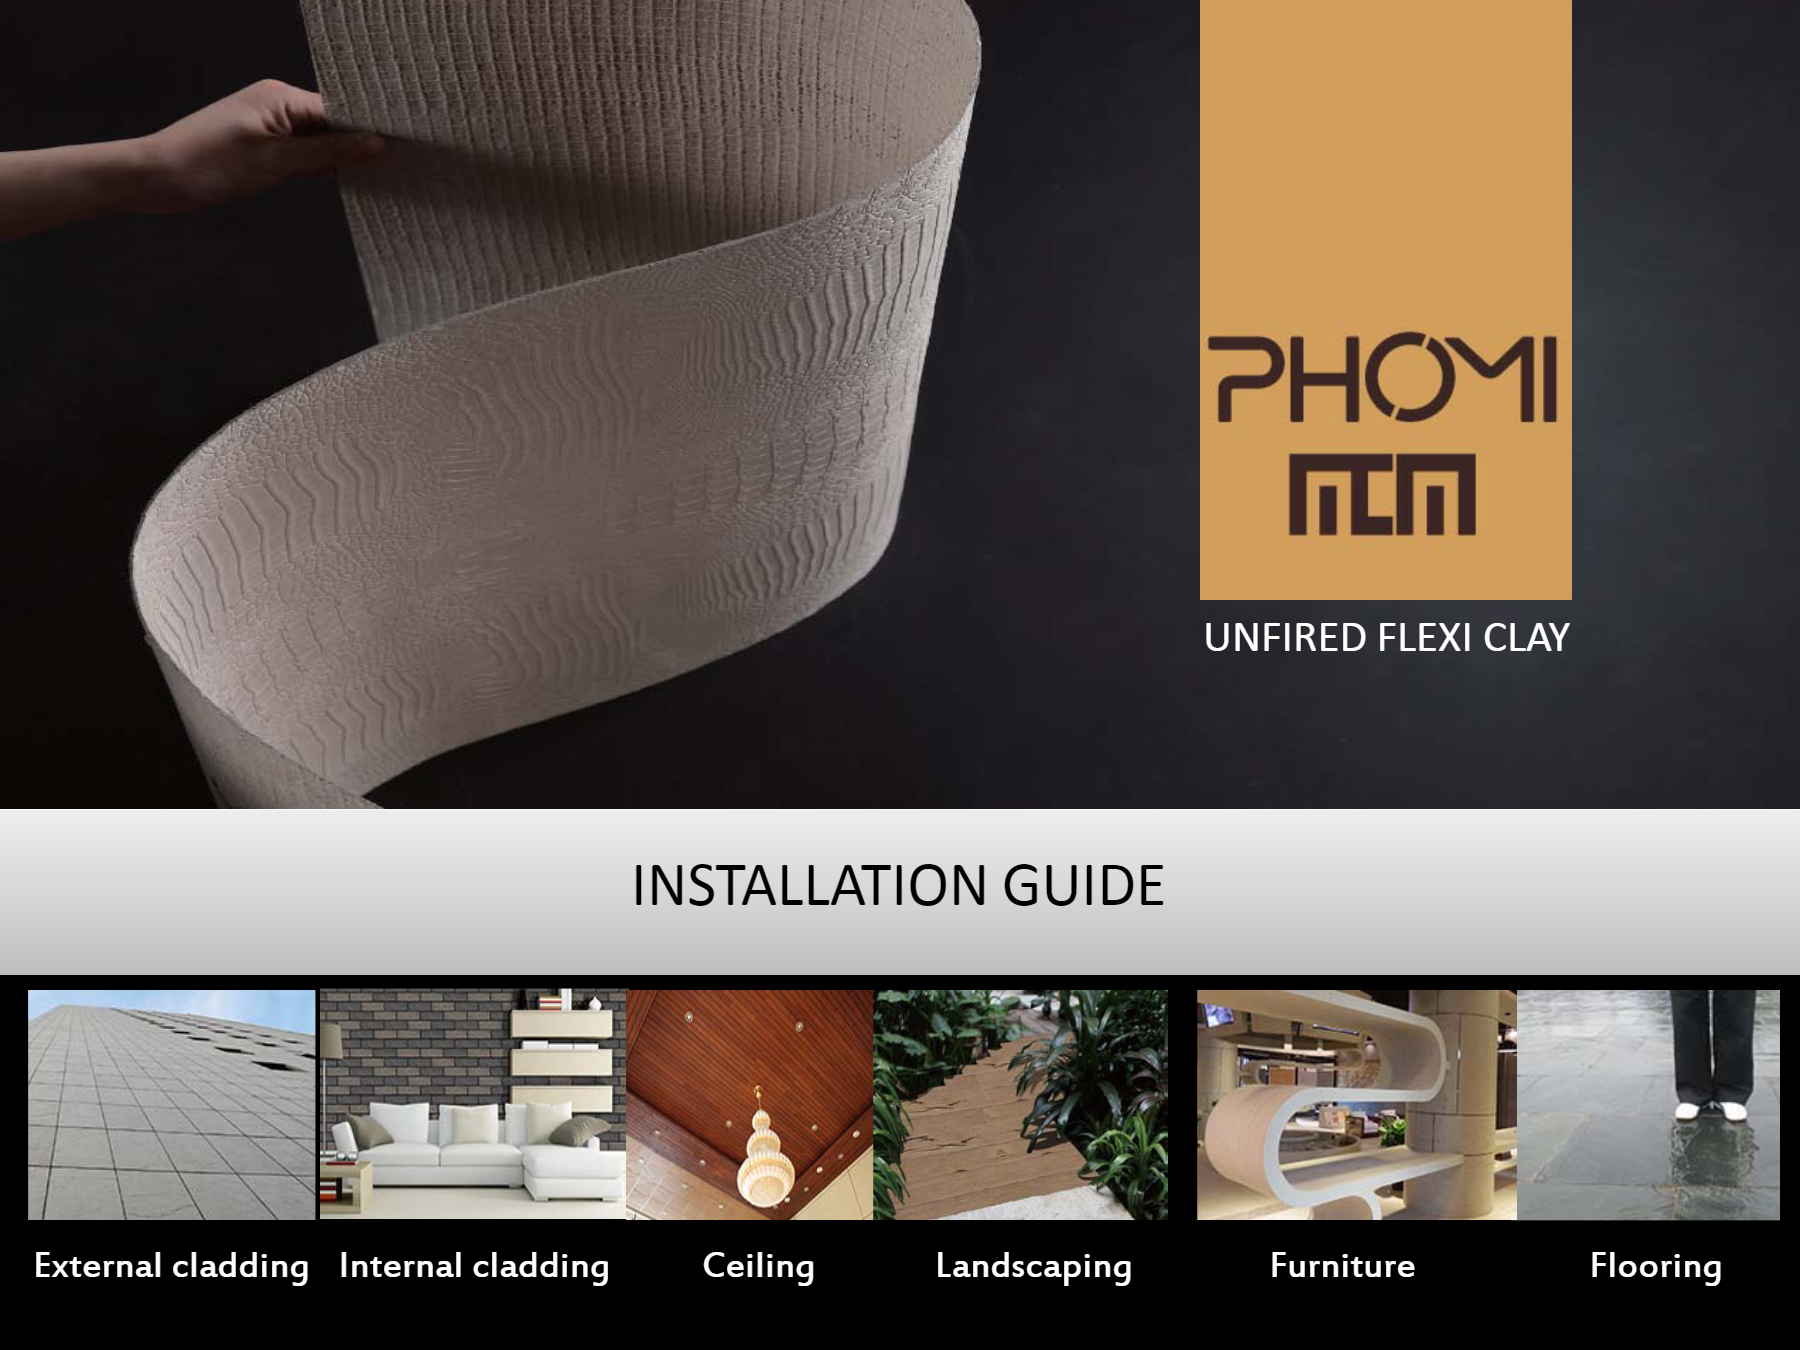 PHOMI
MCM
UNFIRED FLEXI CLAY
INSTALLATION GUIDE
External cladding
Internal cladding
Ceiling
Landscaping
Furniture
Flooring